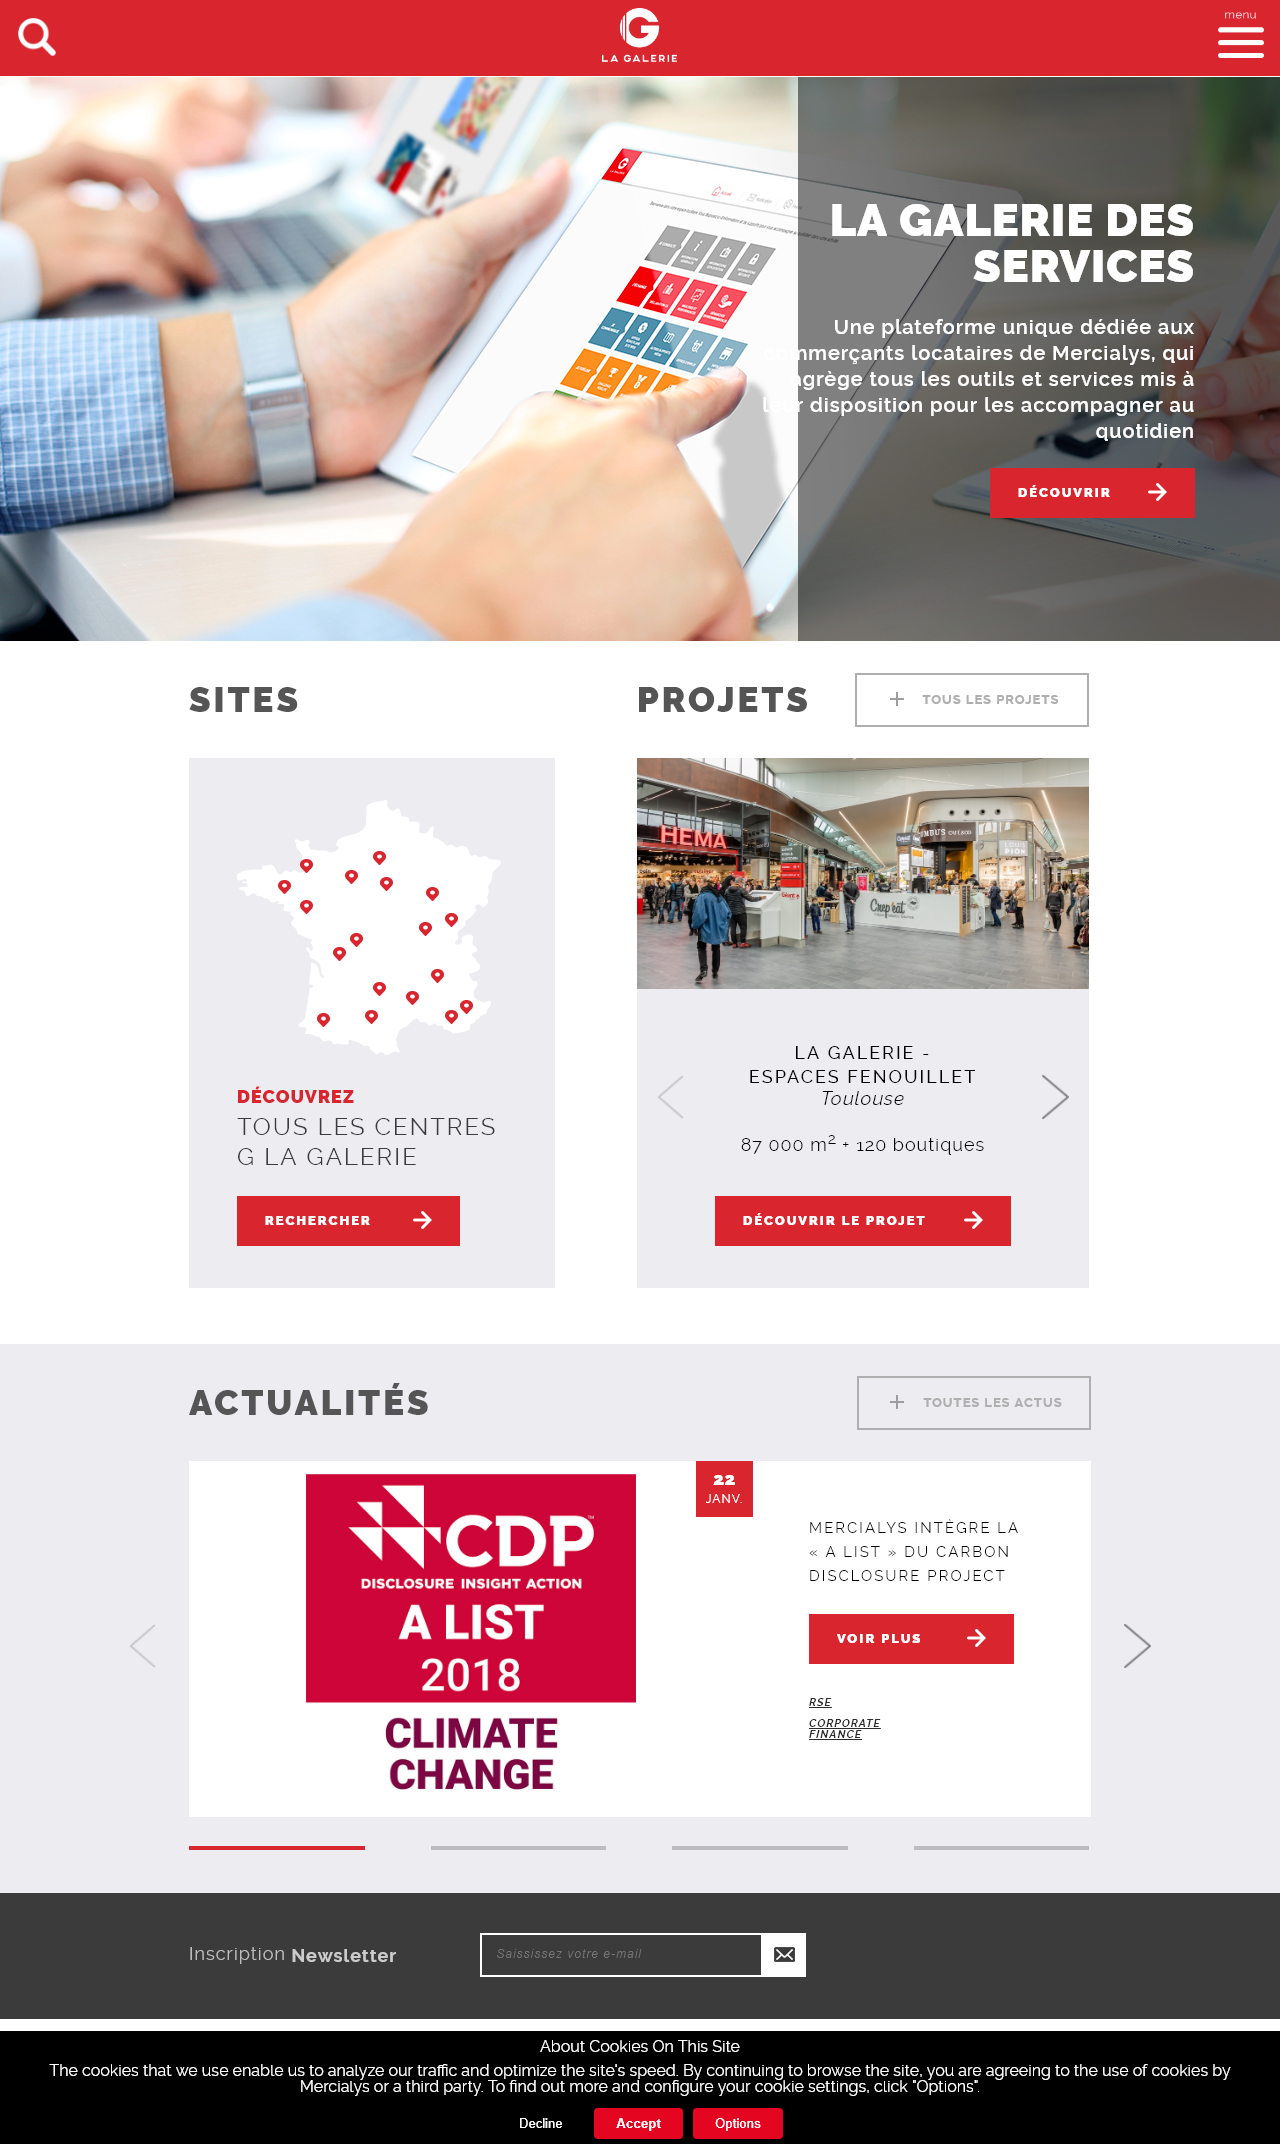 LA GALERIE
menu
LA GALERIE DES
SERVICES
Une plateforme unique dédiée aux
commerçants locataires de Mercialys, qui
agrège tous les outils et services mis à
leur disposition pour les accompagner au
quotidien
DÉCOUVRIR
SITES
PROJETS
TOUS LES PROJETS
HEMA
Crep'eat
LA GALERIE -
ESPACES FENOUILLET
Toulouse
87 000 m² + 120 boutiques
DÉCOUVRIR LE PROJET
DÉCOUVREZ
TOUS LES CENTRES
G LA GALERIE
RECHERCHER
ACTUALITÉS
TOUTES LES ACTUS
CDP
DISCLOSURE INSIGHT ACTION
A LIST
2018
CLIMATE
CHANGE
22
JANV.
MERCIALYS INTÈGRE LA
« A LIST » DU CARBON
DISCLOSURE PROJECT
VOIR PLUS
RSE
CORPORATE
FINANCE
Inscription Newsletter
Saississez votre e-mail
About Cookies On This Site
The cookies that we use enable us to analyze our traffic and optimize the site's speed. By continuing to browse the site, you are agreeing to the use of cookies by
Mercialys or a third party. To find out more and configure your cookie settings, click "Options".
Decline
Accept
Options